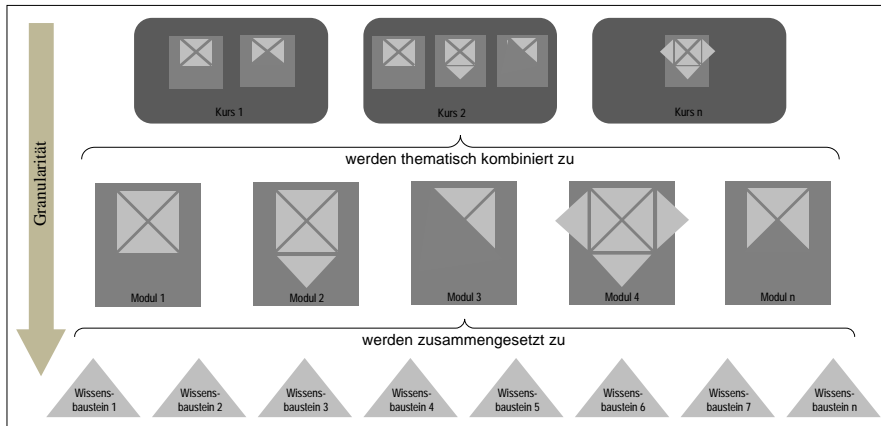 Granularität
Kurs 1
Kurs 2
Kurs n
werden thematisch kombiniert zu
Modul 1
Modul 2
Modul 3
Modul 4
Modul n
werden zusammengesetzt zu
Wissens-
baustein 1
Wissens-
baustein 2
Wissens-
baustein 3
Wissens-
baustein 4
Wissens-
baustein 5
Wissens-
baustein 6
Wissens-
baustein 7
Wissens-
baustein n